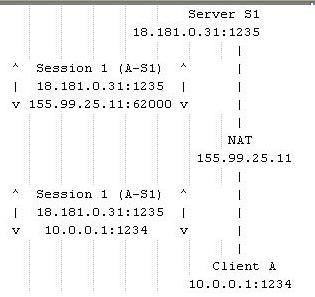 Server S1
18.181.0.31:1235
|
^ Session 1 (A-S1) ^ |
| 18.181.0.31:1235 | |
v 155.99.25.11:62000 v |
|
NAT
155.99.25.11
|
^ Session 1 (A-S1) ^ |
| 18.181.0.31:1235 | |
v 10.0.0.1:1234 v |
|
Client A
10.0.0.1:1234